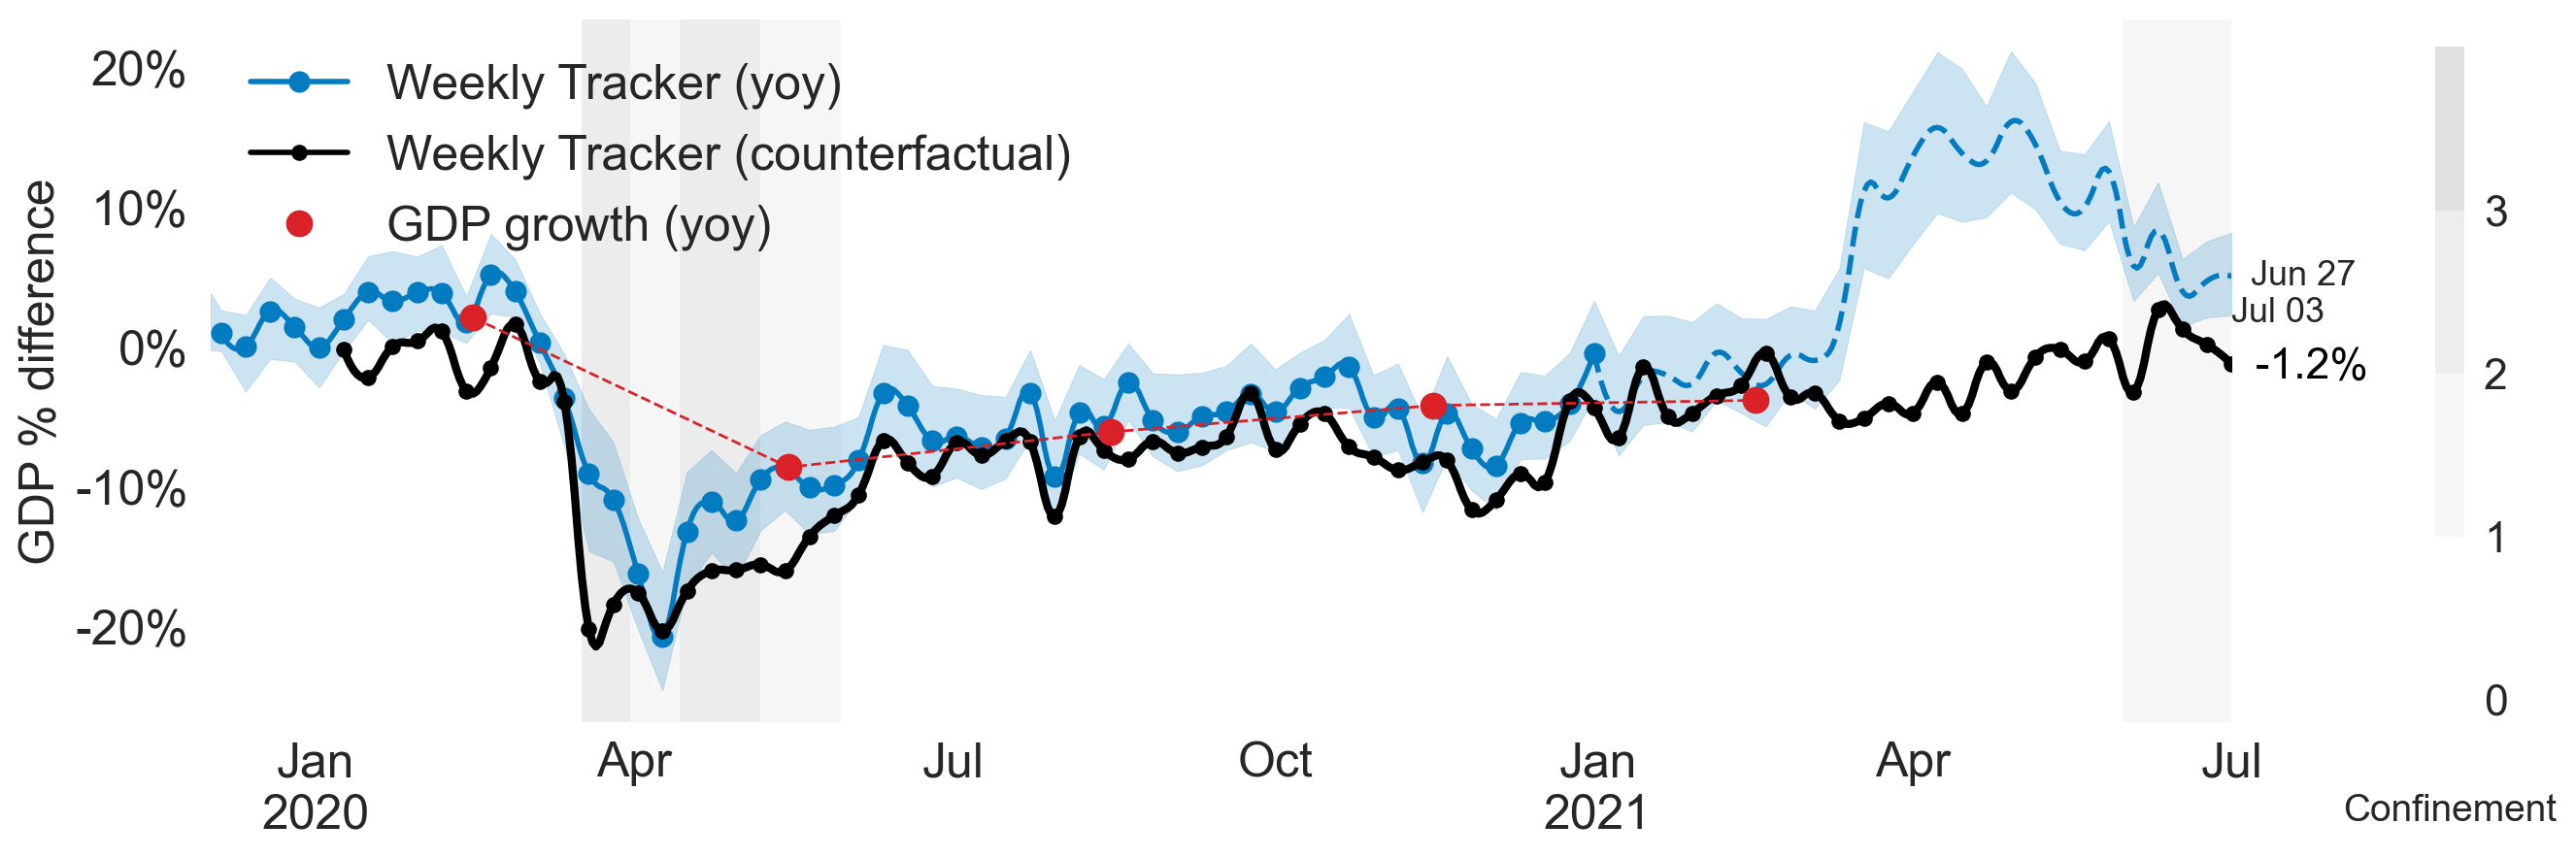 GDP % difference
20%
10%
0%
-10%
-20%
Weekly Tracker (yoy)
Weekly Tracker (counterfactual)
GDP growth (yoy)
Jun 27
Jul 03
-1.2%
Jan
2020
Apr
Jul
Oct
Jan
2021
Apr
Jul
3
2
1
0
Confinement